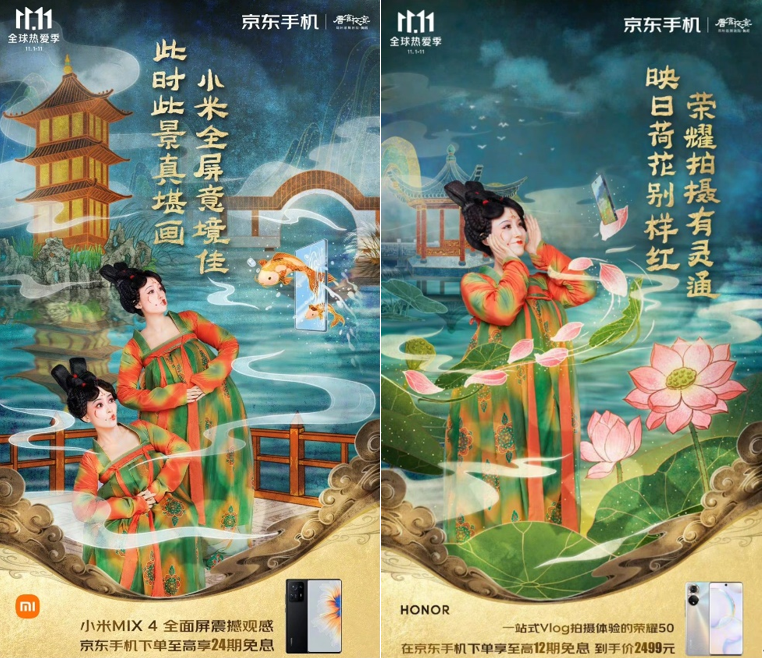 11.11
全球热爱季
11.1-11
京东手机
唐宫夜宴
小米全屏意境佳
此时此景真堪画
小米MIX 4 全面屏震撼观感
京东手机下单至高享24期免息
11.11
全球热爱季
11.1-11
京东手机
唐宫夜宴
荣耀拍摄有灵通
映日荷花别样红
HONOR
一站式Vlog拍摄体验的荣耀50
在京东手机下单享至高12期免息 到手价2499元